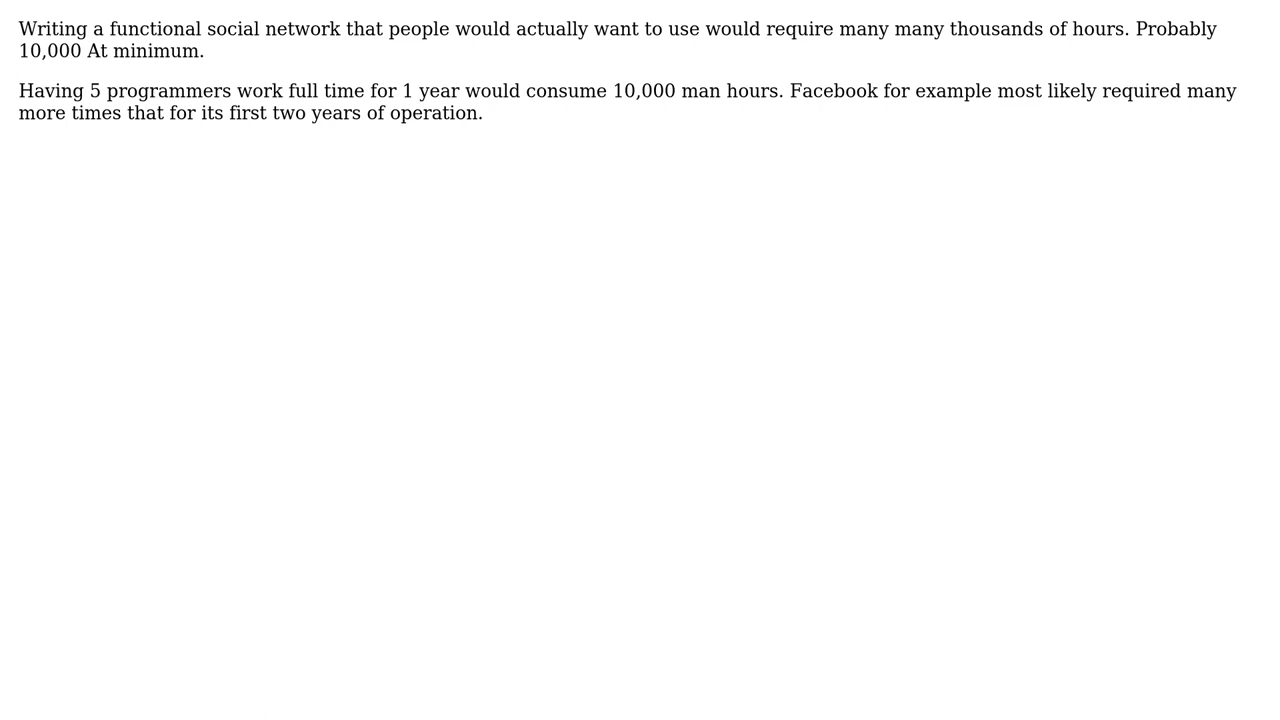 Writing a functional social network that people would actually want to use would require many many thousands of hours. Probably
10,000 At minimum.
Having 5 programmers work full time for 1 year would consume 10,000 man hours. Facebook for example most likely required many
more times that for its first two years of operation.